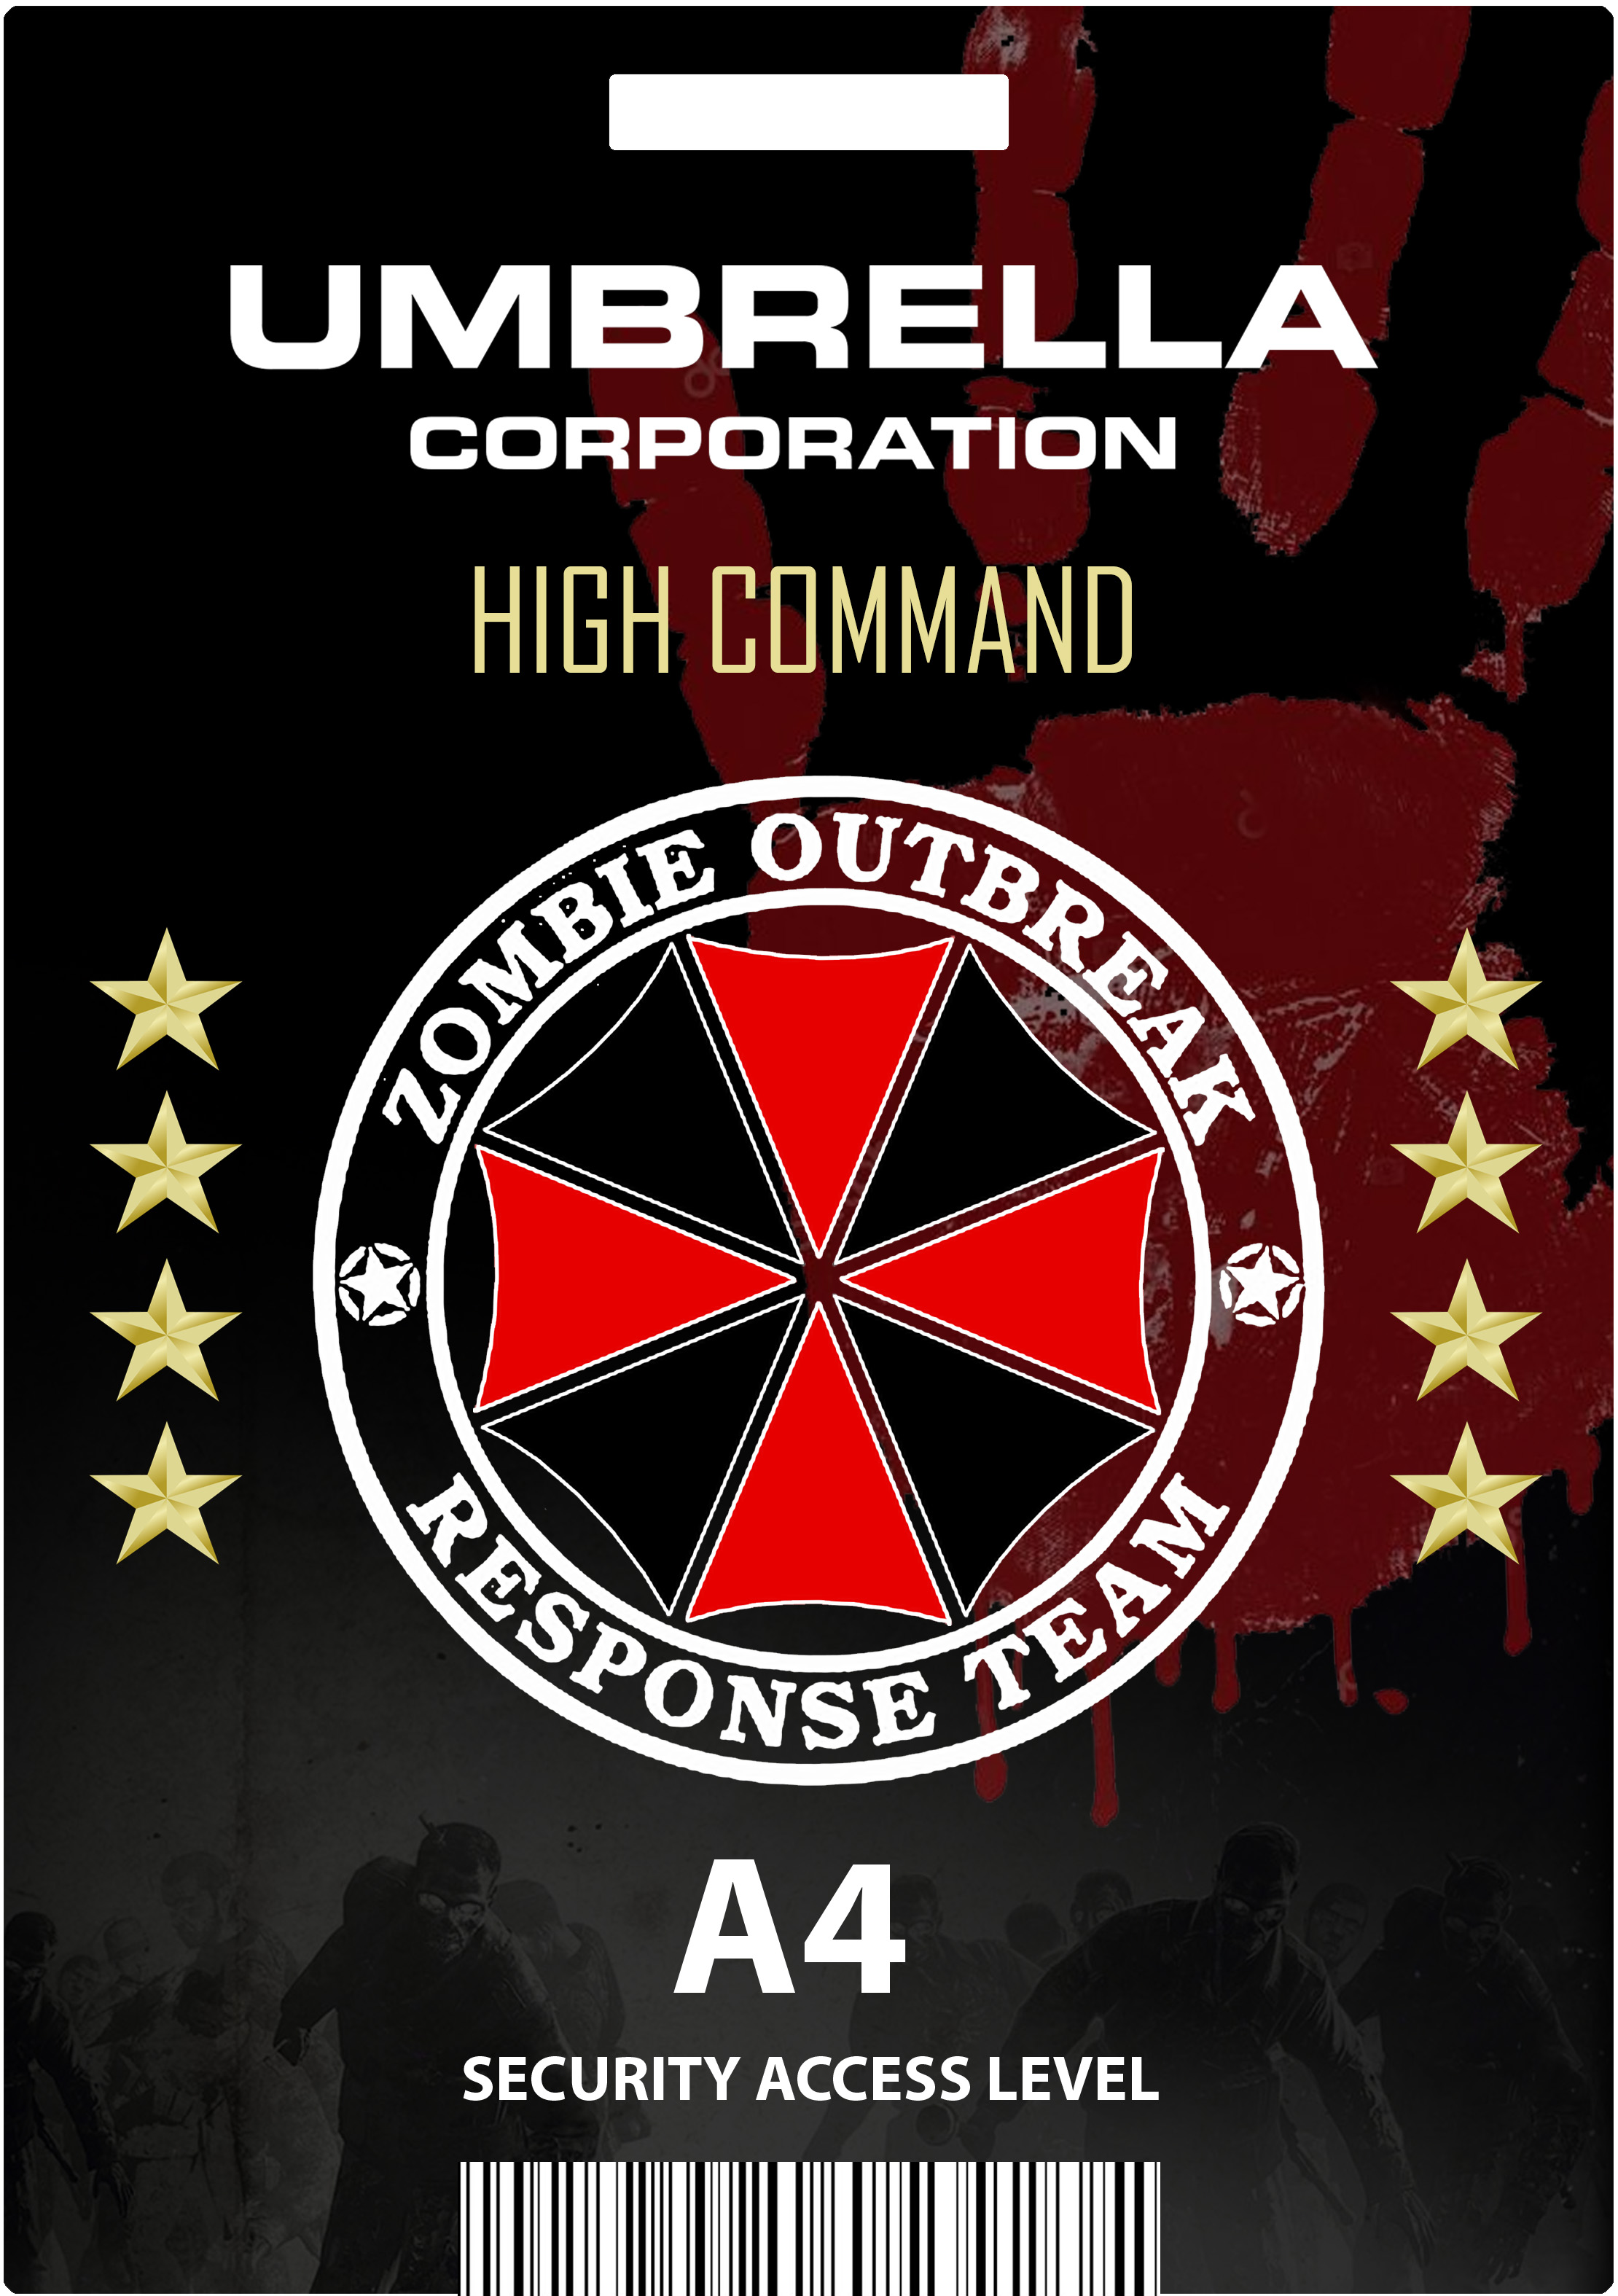 UMBRELLA
CORPORATION
HIGH COMMAND
ZOMBIE OUTBREAK
RESPONSE TEAM
A4
SECURITY ACCESS LEVEL